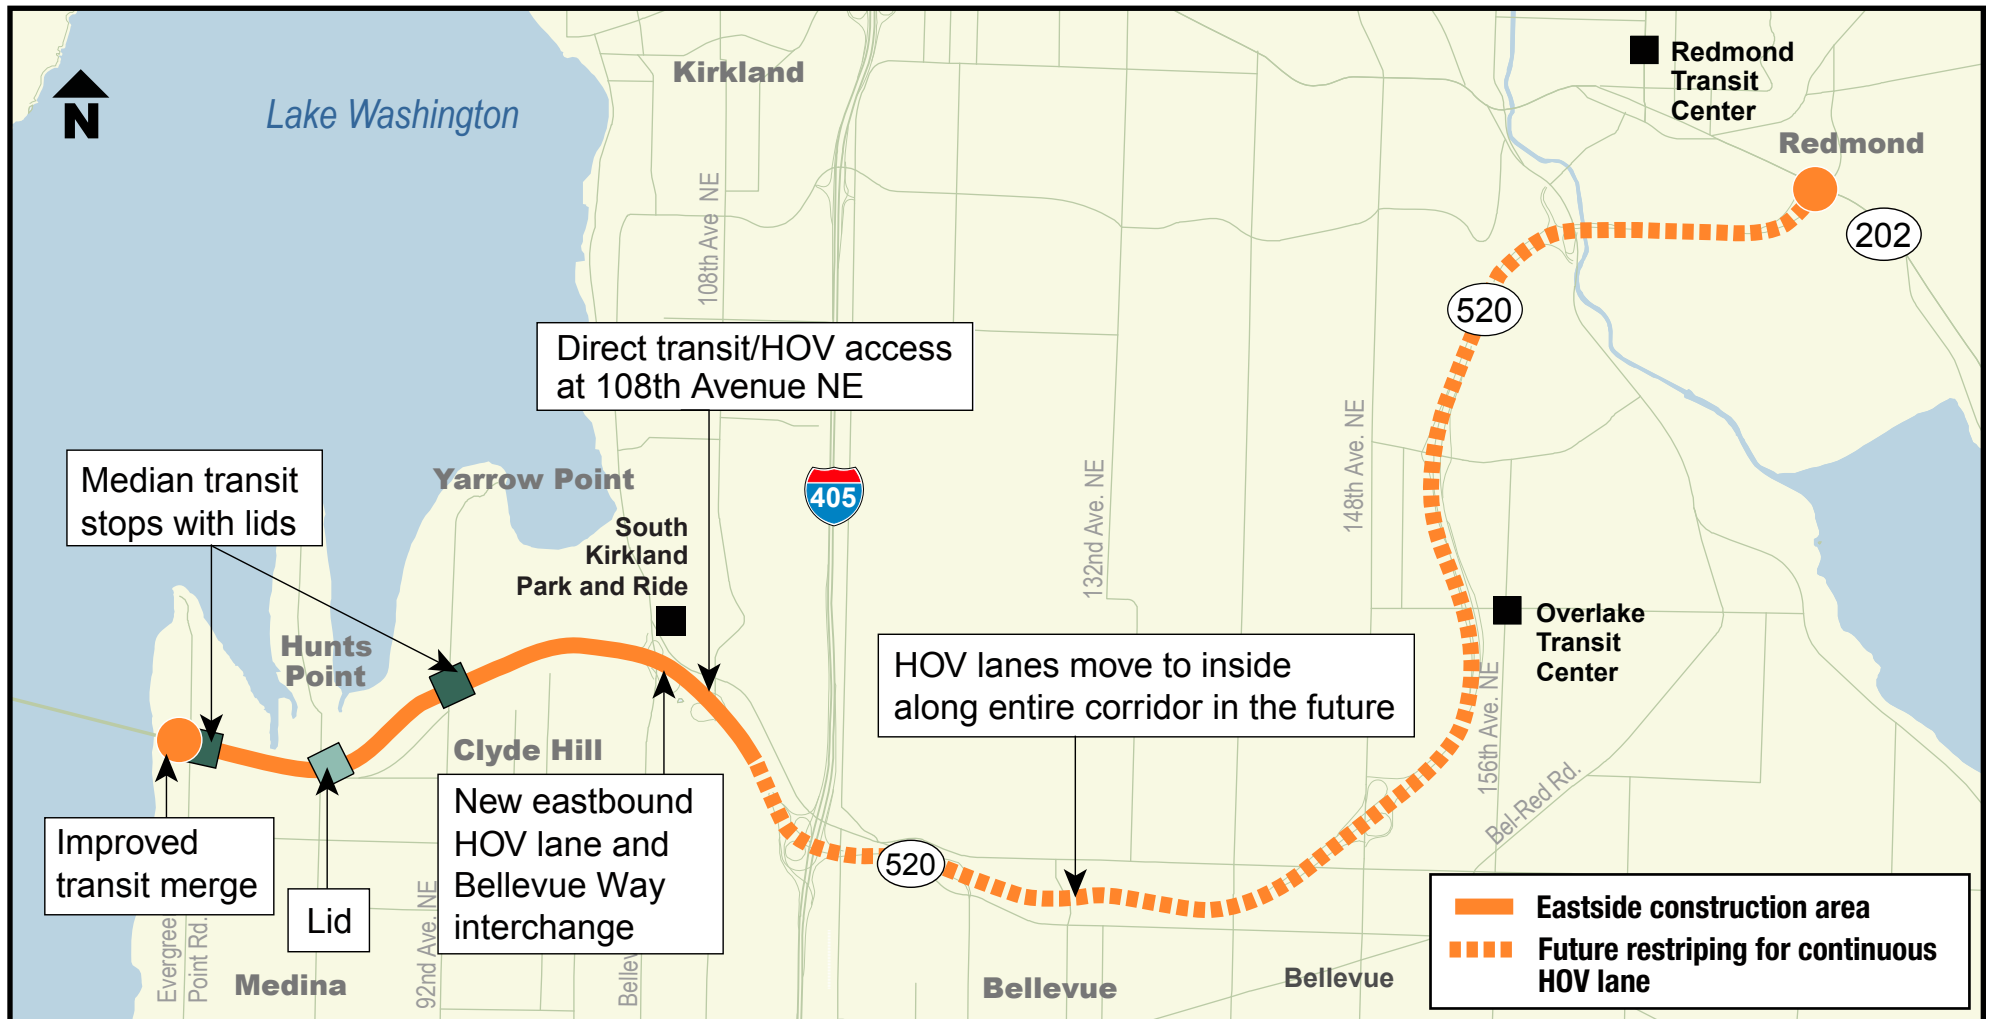 N
Lake Washington
Kirkland
Redmond
Transit
Center
Redmond
202
520
108th Ave NE
Direct transit/HOV access
at 108th Avenue NE
Median transit
stops with lids
Yarrow Point
405
South
Kirkland
Park and Ride
132nd Ave. NE
148th Ave. NE
Overlake
Transit
Center
Hunts
Point
HOV lanes move to inside
along entire corridor in the future
156th Ave. NE
Clyde Hill
New eastbound
HOV lane and
Bellevue Way
interchange
Improved
transit merge
Lid
520
Bel-Red Rd.
Evergree
Point Rd.
92nd Ave. NE
Medina
Bellevue
Bellevue
Eastside construction area
Future restriping for continuous
HOV lane